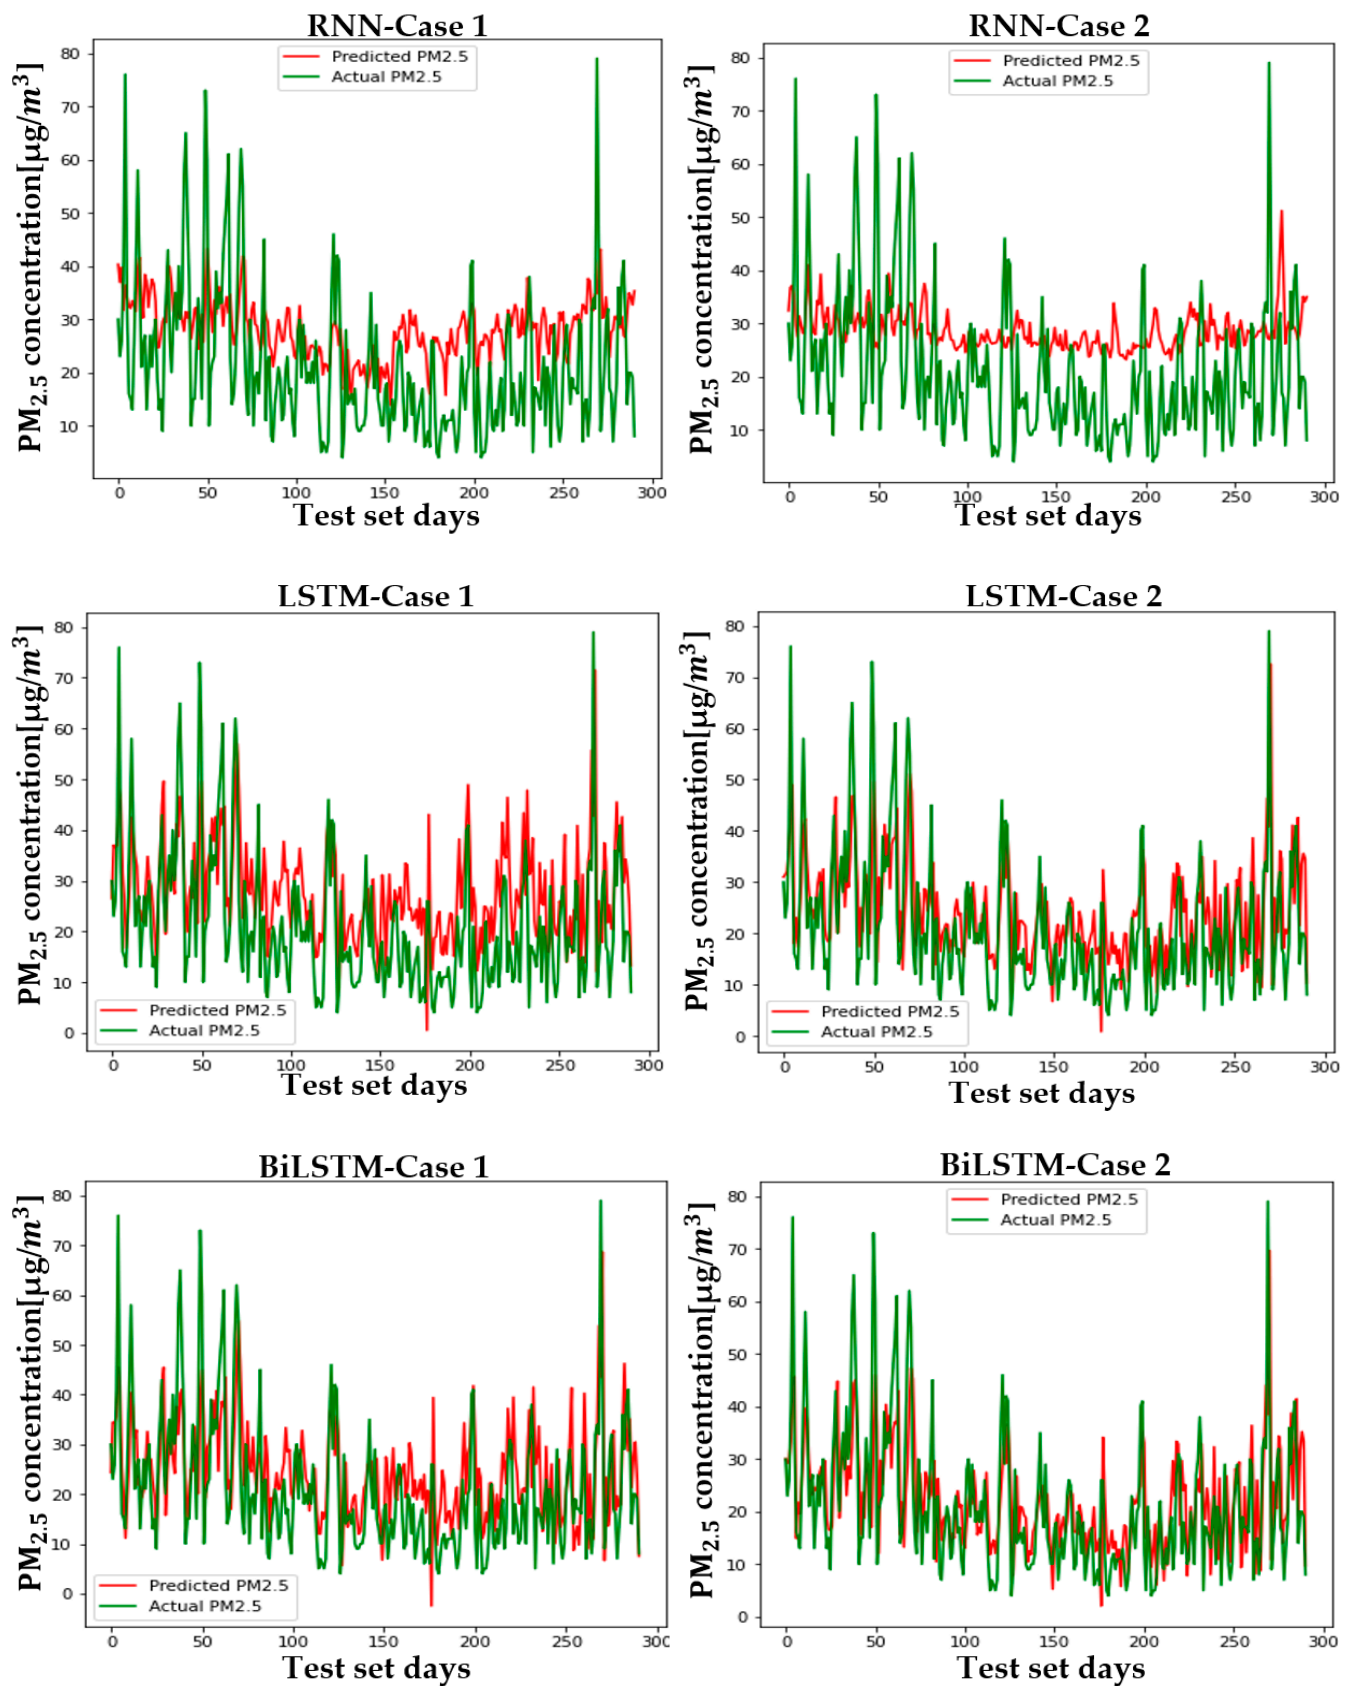 RNN-Case 1
Predicted PM2.5
Actual PM2.5
PM2.5 concentration[μg/m³]
80
70
60
50
40
30
20
10
0 50 100 150 200 250 300
Test set days
RNN-Case 2
Predicted PM2.5
Actual PM2.5
PM2.5 concentration[μg/m³]
80
70
60
50
40
30
20
10
0 50 100 150 200 250 300
Test set days
LSTM-Case 1
PM2.5 concentration[μg/m³]
80
70
60
50
40
30
20
10
0
Predicted PM2.5
Actual PM2.5
0 50 100 150 200 250 300
Test set days
LSTM-Case 2
PM2.5 concentration[μg/m³]
80
70
60
50
40
30
20
10
0
Predicted PM2.5
Actual PM2.5
0 50 100 150 200 250 300
Test set days
BiLSTM-Case 1
PM2.5 concentration[μg/m³]
80
70
60
50
40
30
20
10
0
Predicted PM2.5
Actual PM2.5
0 50 100 150 200 250 300
Test set days
BiLSTM-Case 2
Predicted PM2.5
Actual PM2.5
PM2.5 concentration[μg/m³]
80
70
60
50
40
30
20
10
0
0 50 100 150 200 250 300
Test set days